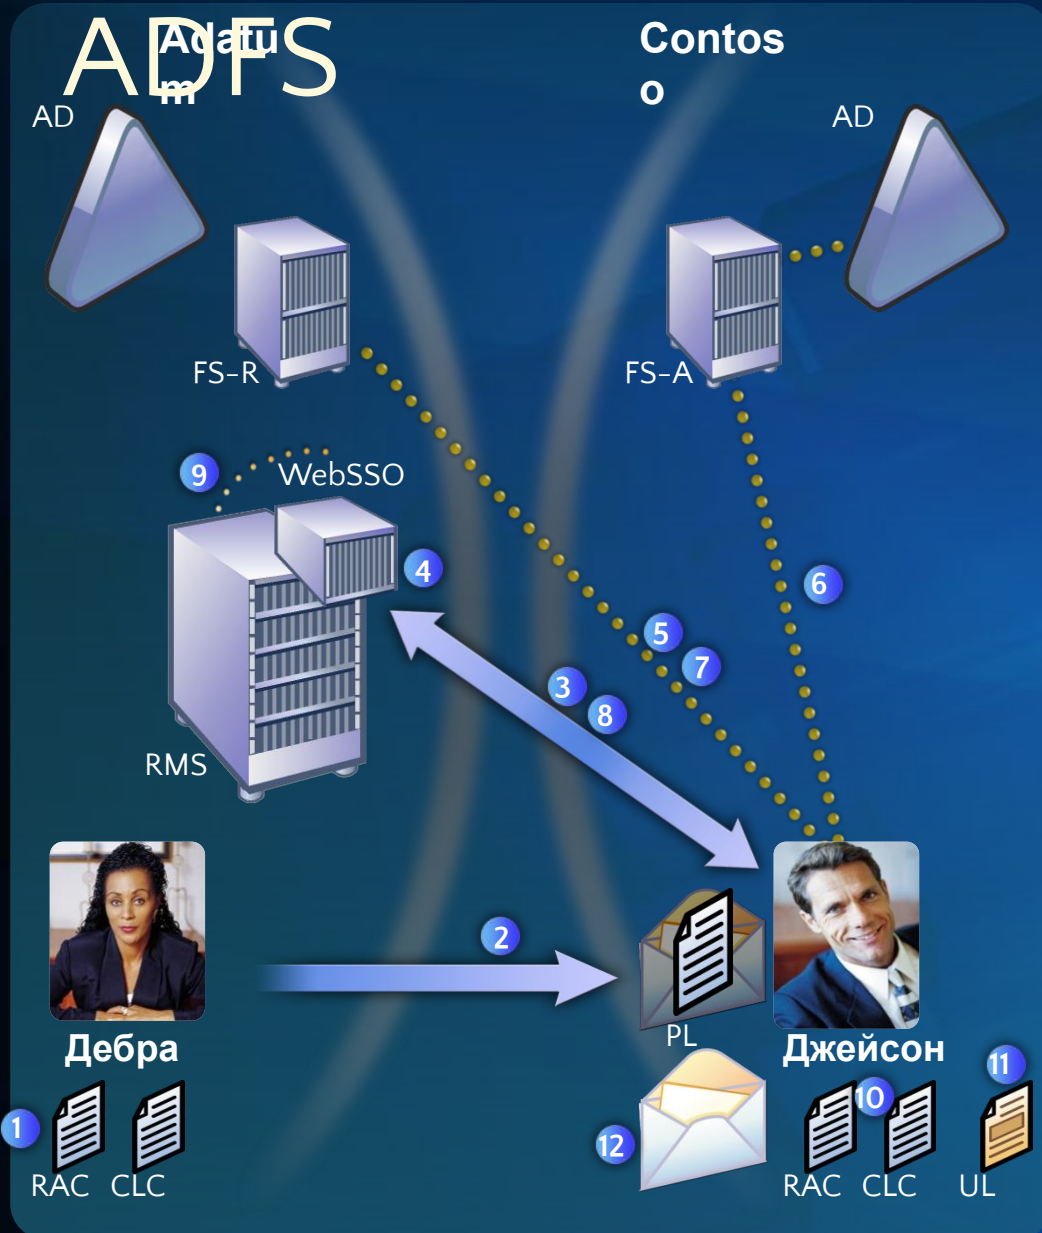 ADFS
Adatu
m
Contos
o
AD
AD
FS-R
FS-A
9
WebSSO
4
6
5
7
3
8
RMS
2
PL
Дебра
Джейсон
11
1
10
12
RAC CLC
RAC CLC UL